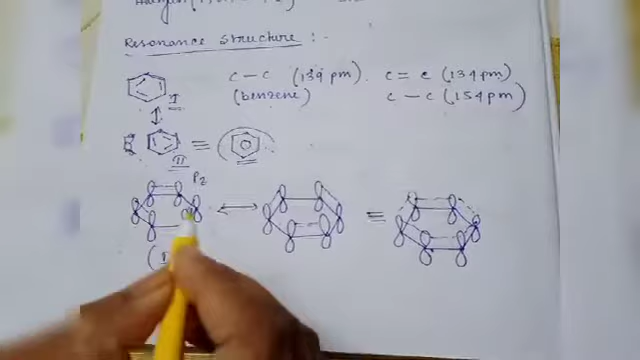 Resonance Structure :-
C - C (139 pm) C = C (134 pm)
(benzene) C - C (154 pm)
I
II
Pz